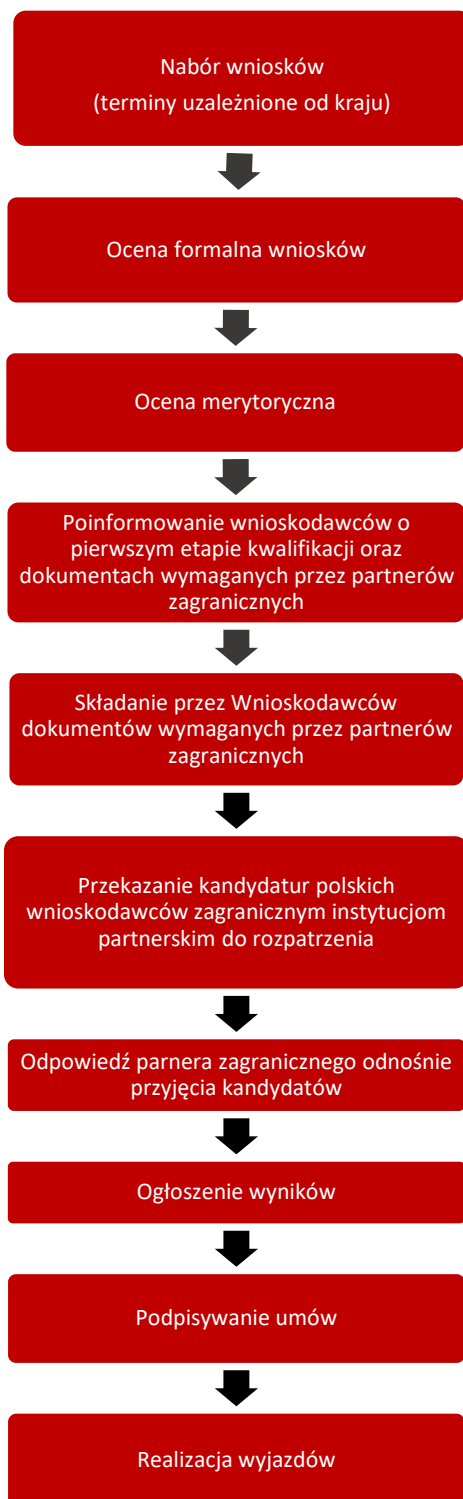 Nabór wniosków
(terminy uzależnione od kraju)
Ocena formalna wniosków
Ocena merytoryczna
Poinformowanie wnioskodawców o
pierwszym etapie kwalifikacji oraz
dokumentach wymaganych przez partnerów
zagranicznych
Składanie przez Wnioskodawców
dokumentów wymaganych przez partnerów
zagranicznych
Przekazanie kandydatur polskich
wnioskodawców zagranicznym instytucjom
partnerskim do rozpatrzenia
Odpowiedź parnera zagranicznego odnośnie
przyjęcia kandydatów
Ogłoszenie wyników
Podpisywanie umów
Realizacja wyjazdów